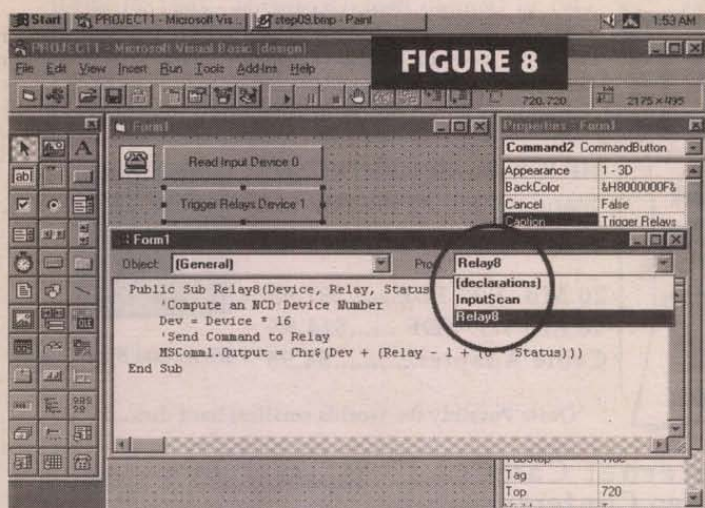 Start
PROJECT1 - Microsoft Vis...
step09.bmp - Paint
1:53 AM
PROJECT1 - Microsoft Visual Basic [design]
File Edit View Insert Run Tools Add-Ins Help
FIGURE 8
720,720
2175 × 495
Form1
Properties - Form1
Read Input Device 0
Trigger Relays Device 1
Command2 CommandButton
Appearance 1 - 3D
BackColor &H8000000F&
Cancel False
Caption Trigger Relays
Form1
Object: (General)
Relay8
(declarations)
InputScan
Relay8
Public Sub Relay8(Device, Relay, Status
'Compute an NCD Device Number
Dev = Device * 16
'Send Command to Relay
MSComm1.Output = Chr$(Dev + (Relay - 1 + Status)))
End Sub
Tag
Top 720